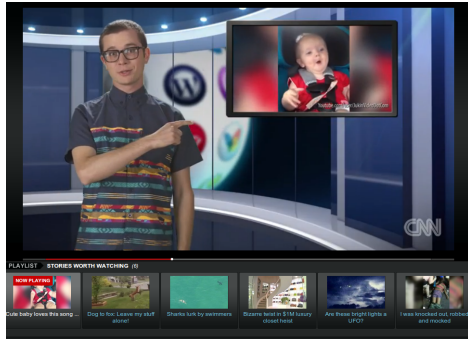 CNN
PLAYLIST STORIES WORTH WATCHING (6)
NOW PLAYING
Cute baby loves this song ...
Dog to fox: Leave my stuff alone!
Sharks lurk by swimmers
Bizarre twist in $1M luxury closet heist
Are these bright lights a UFO?
I was knocked out, robbed and mocked